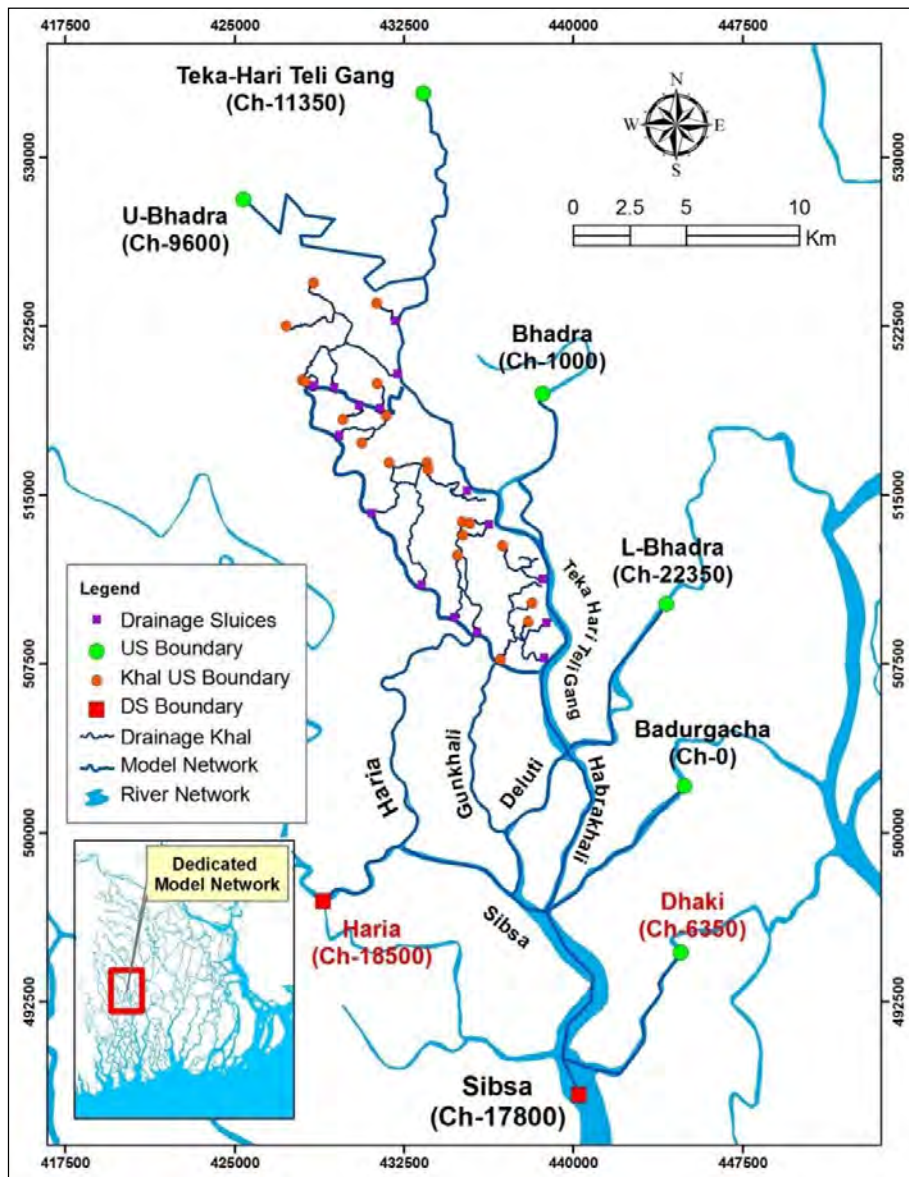 417500 425000 432500 440000 447500
Teka-Hari Teli Gang
(Ch-11350)
N
W E
S
530000 530000
U-Bhadra
(Ch-9600)
0 2.5 5 10
Km
522500 522500
Bhadra
(Ch-1000)
515000 515000
L-Bhadra
(Ch-22350)
Teka Hari Teli Gang
Legend
Drainage Sluices
US Boundary
Khal US Boundary
DS Boundary
Drainage Khal
Model Network
River Network
5075000 5075000
Badurgacha
(Ch-0)
Haria
Gunkhali
Deluti
Habrakhali
500000 500000
Dedicated
Model Network
Sibsa
Haria
(Ch-18500)
Dhaki
(Ch-6350)
492500 492500
Sibsa
(Ch-17800)
417500 425000 432500 440000 447500